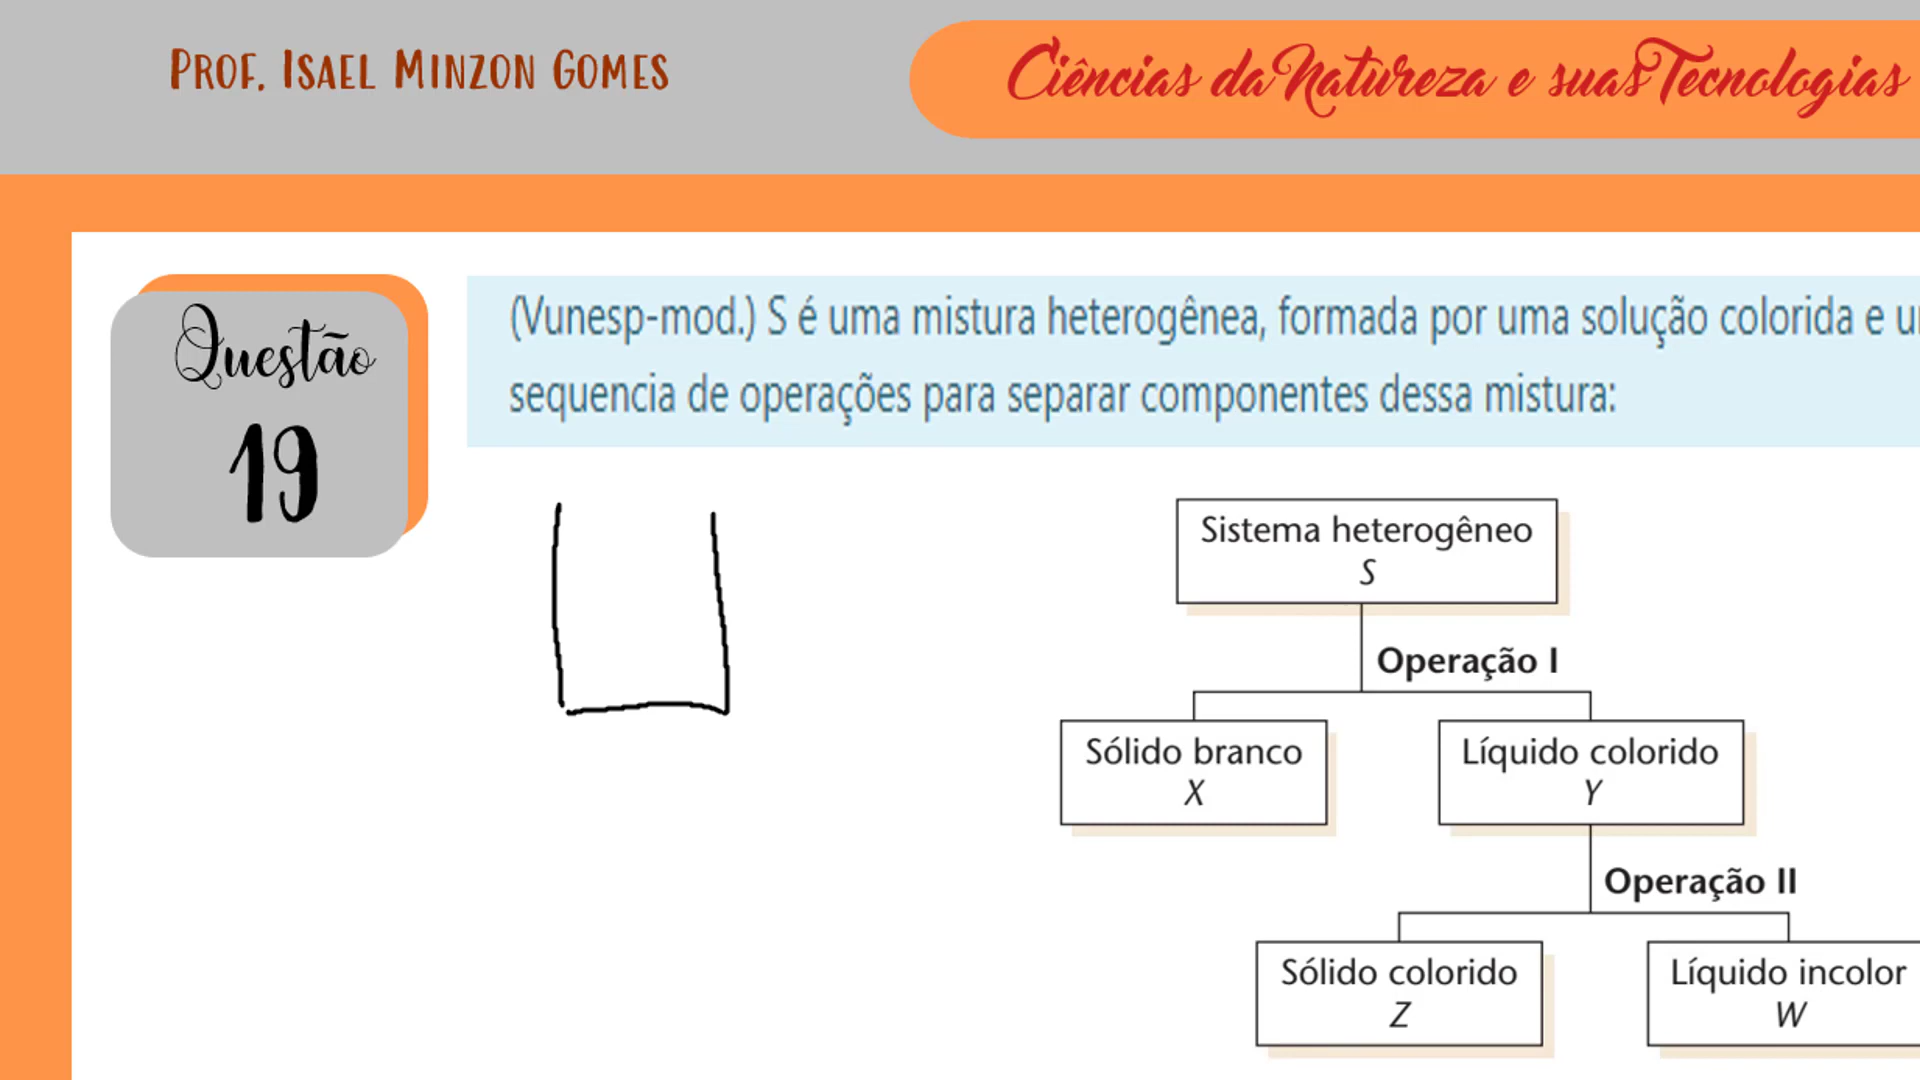 PROF. ISAEL MINZON GOMES
Ciências da Natureza e suas Tecnologias
Questão
19
(Vunesp-mod.) S é uma mistura heterogênea, formada por uma solução colorida e
sequencia de operações para separar componentes dessa mistura:
Sistema heterogêneo
S
Operação I
Sólido branco
X
Líquido colorido
Y
Operação II
Sólido colorido
Z
Líquido incolor
W